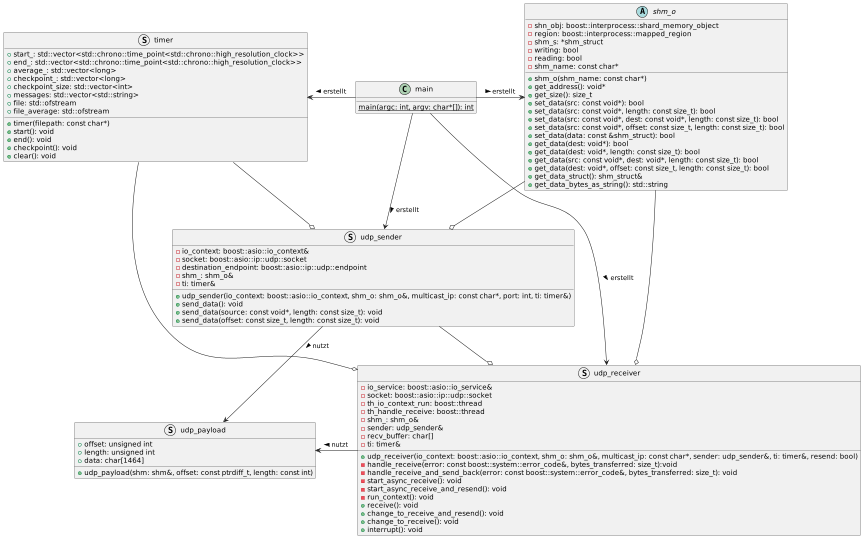 S timer
start_: std::vector<std::chrono::time_point<std::chrono::high_resolution_clock>>
end_: std::vector<std::chrono::time_point<std::chrono::high_resolution_clock>>
average_: std::vector<long>
checkpoint_: std::vector<long>
checkpoint_size: std::vector<int>
messages: std::vector<std::string>
file: std::ofstream
file_average: std::ofstream
timer(filepath: const char*)
start(): void
end(): void
checkpoint(): void
clear(): void
erstellt
C main
main(argc: int, argv: char*[]): int
erstellt
A shm_o
shn_obj: boost::interprocess::shard_memory_object
region: boost::interprocess::mapped_region
shm_s: *shm_struct
writing: bool
reading: bool
shm_name: const char*
shm_o(shm_name: const char*)
get_address(): void*
get_size(): size_t
set_data(src: const void*): bool
set_data(src: const void*, length: const size_t): bool
set_data(src: const void*, dest: const void*, length: const size_t): bool
set_data(src: const void*, offset: const size_t, length: const size_t): bool
set_data(data: const &shm_struct): bool
get_data(dest: void*): bool
get_data(dest: void*, length: const size_t): bool
get_data(src: const void*, dest: void*, length: const size_t): bool
get_data(dest: void*, offset: const size_t, length: const size_t): bool
get_data_struct(): shm_struct&
get_data_bytes_as_string(): std::string
erstellt
S udp_sender
io_context: boost::asio::io_context&
socket: boost::asio::ip::udp::socket
destination_endpoint: boost::asio::ip::udp::endpoint
shm_: shm_o&
ti: timer&
udp_sender(io_context: boost::asio::io_context, shm_o: shm_o&, multicast_ip: const char*, port: int, ti: timer&)
send_data(): void
send_data(source: const void*, length: const size_t): void
send_data(offset: const size_t, length: const size_t): void
erstellt
nutzt
S udp_receiver
io_service: boost::asio::io_service&
socket: boost::asio::ip::udp::socket
th_io_context_run: boost::thread
th_handle_receive: boost::thread
shm_: shm_o&
sender: udp_sender&
recv_buffer: char[]
ti: timer&
udp_receiver(io_context: boost::asio::io_context, shm_o: shm_o&, multicast_ip: const char*, sender: udp_sender&, ti: timer&, resend: bool)
handle_receive(error: const boost::system::error_code&, bytes_transferred: size_t):void
handle_receive_and_send_back(error: const boost::system::error_code&, bytes_transferred: size_t): void
start_async_receive(): void
start_async_receive_and_resend(): void
run_context(): void
receive(): void
change_to_receive_and_resend(): void
change_to_receive(): void
interrupt(): void
nutzt
S udp_payload
offset: unsigned int
length: unsigned int
data: char[1464]
udp_payload(shm: shm&, offset: const ptrdiff_t, length: const int)